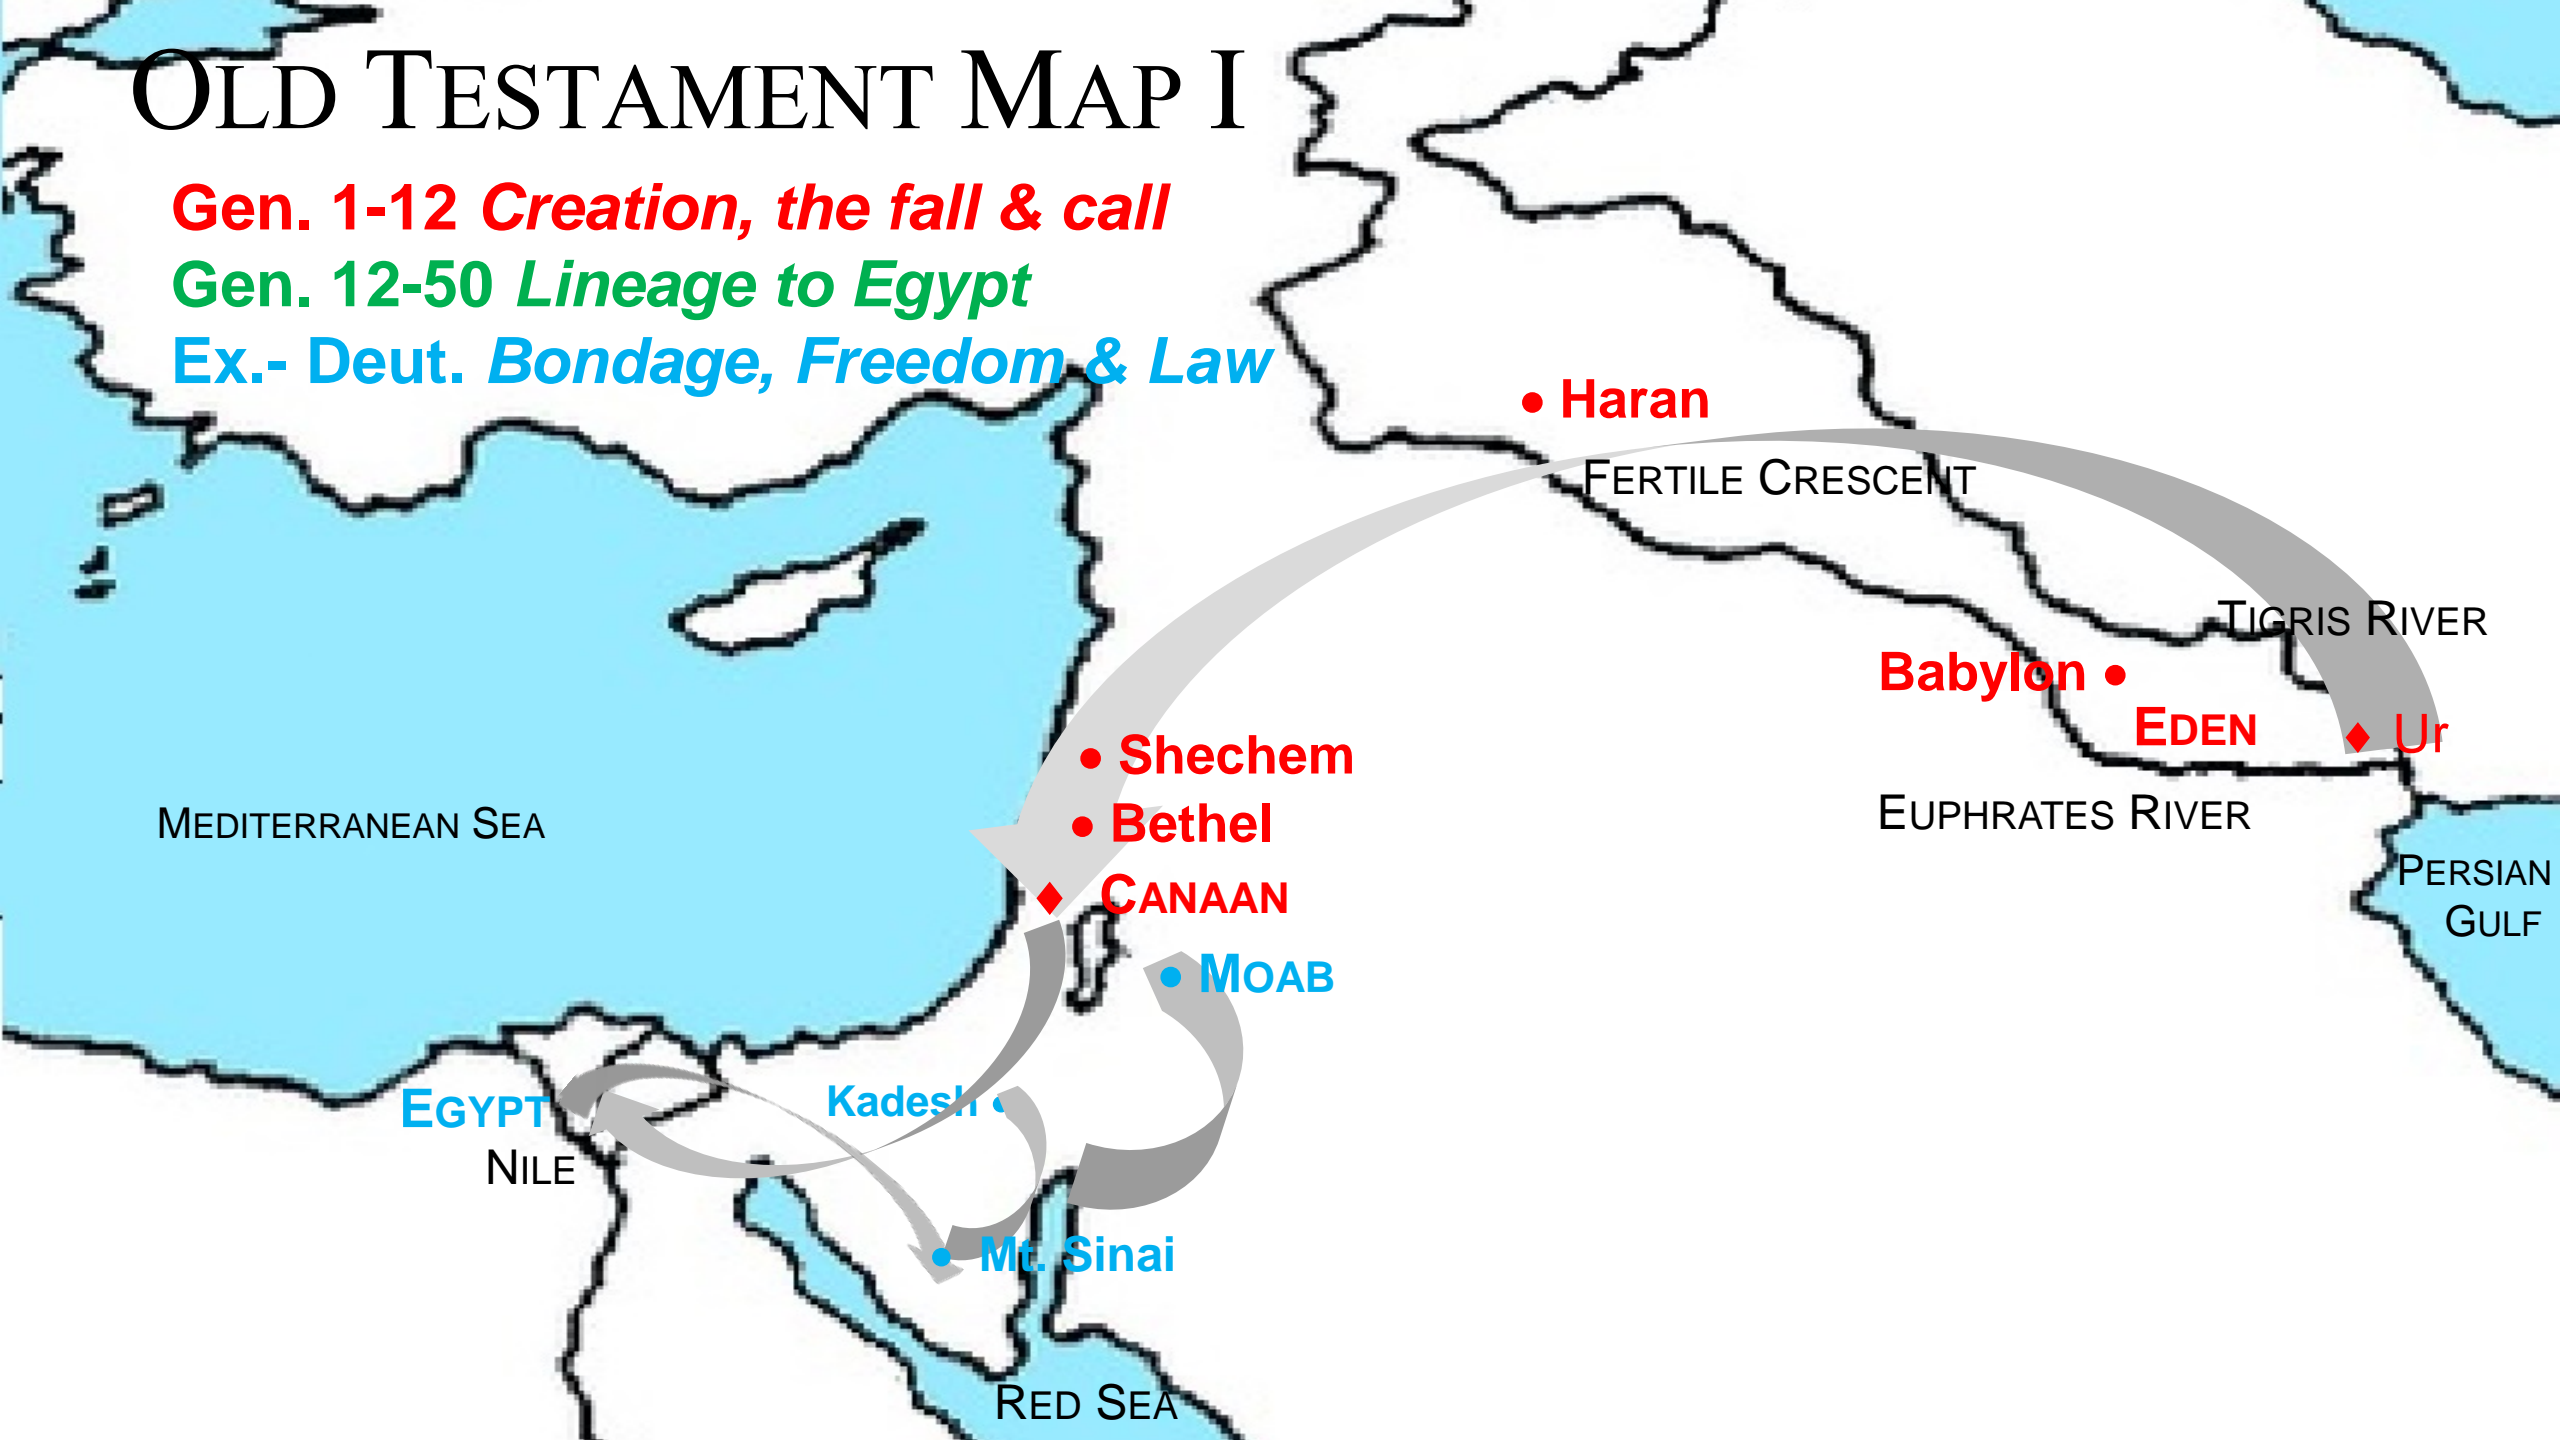 OLD TESTAMENT MAP I
Gen. 1-12 Creation, the fall & call
Gen. 12-50 Lineage to Egypt
Ex.- Deut. Bondage, Freedom & Law
• Haran
FERTILE CRESCENT
TIGRIS RIVER
Babylon •
EDEN
♦ Ur
• Shechem
• Bethel
MEDITERRANEAN SEA
EUPHRATES RIVER
PERSIAN
GULF
♦ CANAAN
• MOAB
EGYPT
Kadesh •
NILE
• Mt. Sinai
RED SEA